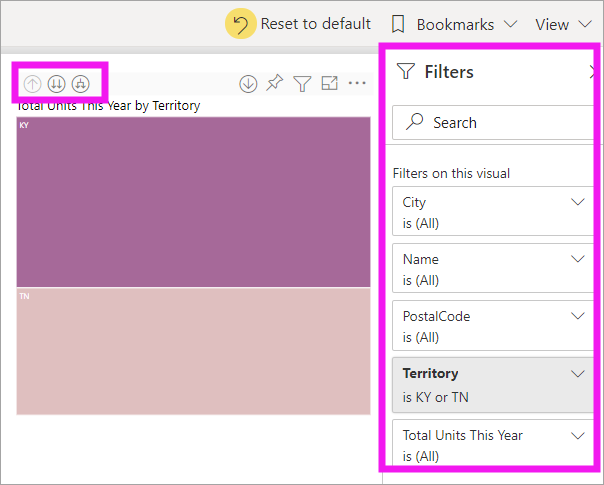 Reset to default
Bookmarks
View
Total Units This Year by Territory
KY
TN
Filters
Search
Filters on this visual
City
is (All)
Name
is (All)
PostalCode
is (All)
Territory
is KY or TN
Total Units This Year
is (All)